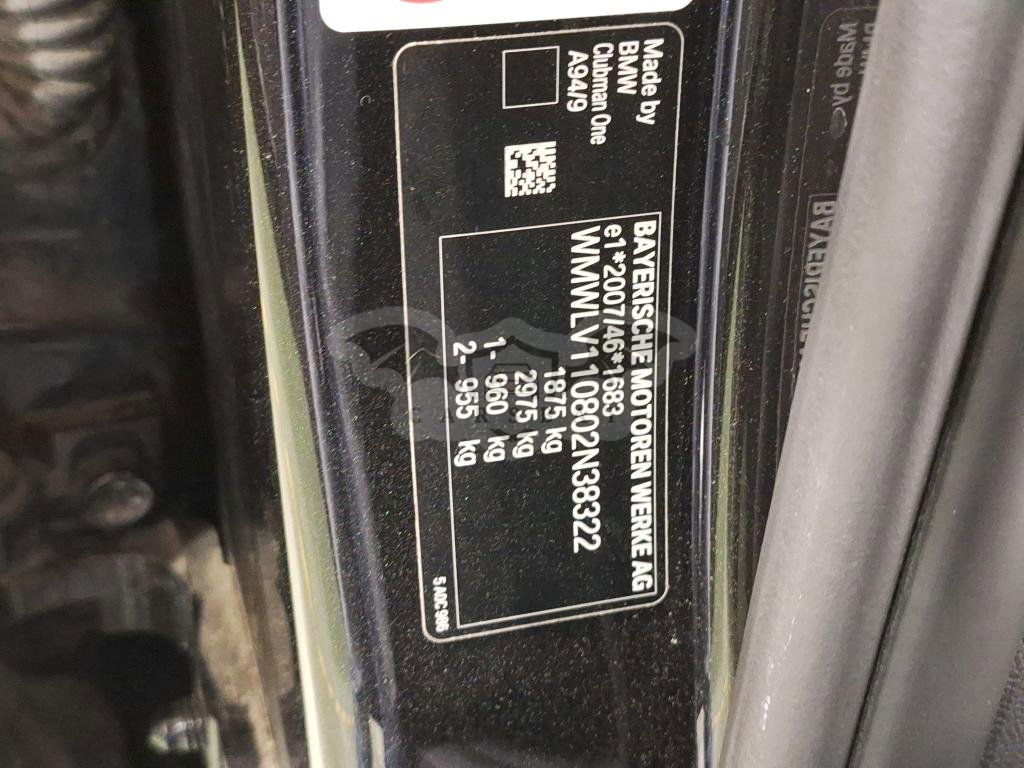 Made by
BMW
Clubman One
A94/9
BAYERISCHE MOTOREN WERKE AG
e1*2007/46*1683
WMWLV110802N38322
1875 kg
2975 kg
1- 960 kg
2- 955 kg